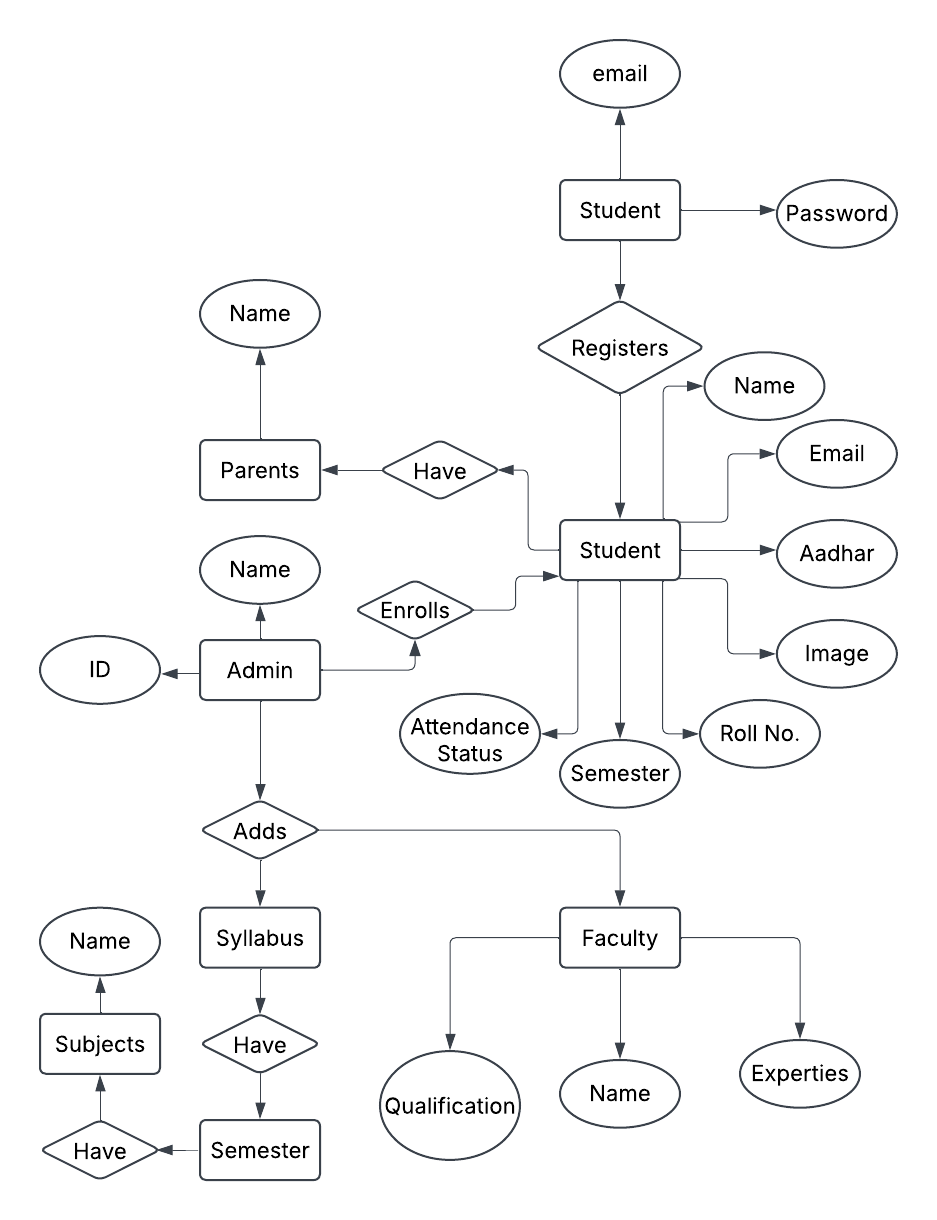 email
Student
Password
Name
Registers
Name
Email
Parents
Have
Student
Aadhar
Name
Enrolls
ID
Admin
Image
Attendance
Status
Roll No.
Semester
Adds
Name
Syllabus
Faculty
Subjects
Have
Experties
Name
Qualification
Have
Semester